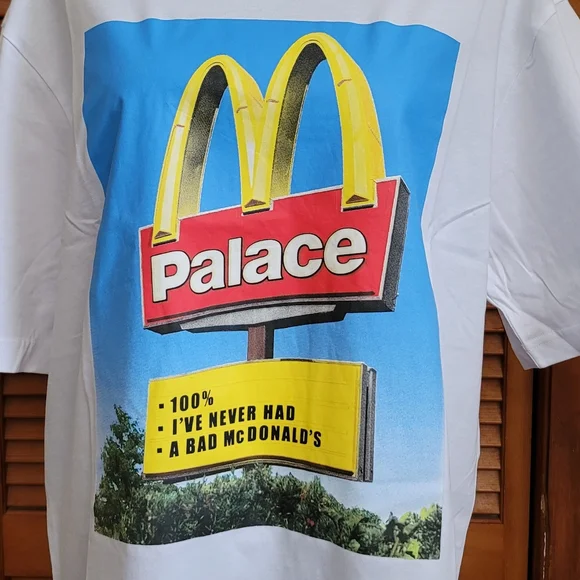 Palace
▪ 100%
▪ I'VE NEVER HAD
▪ A BAD McDONALD'S